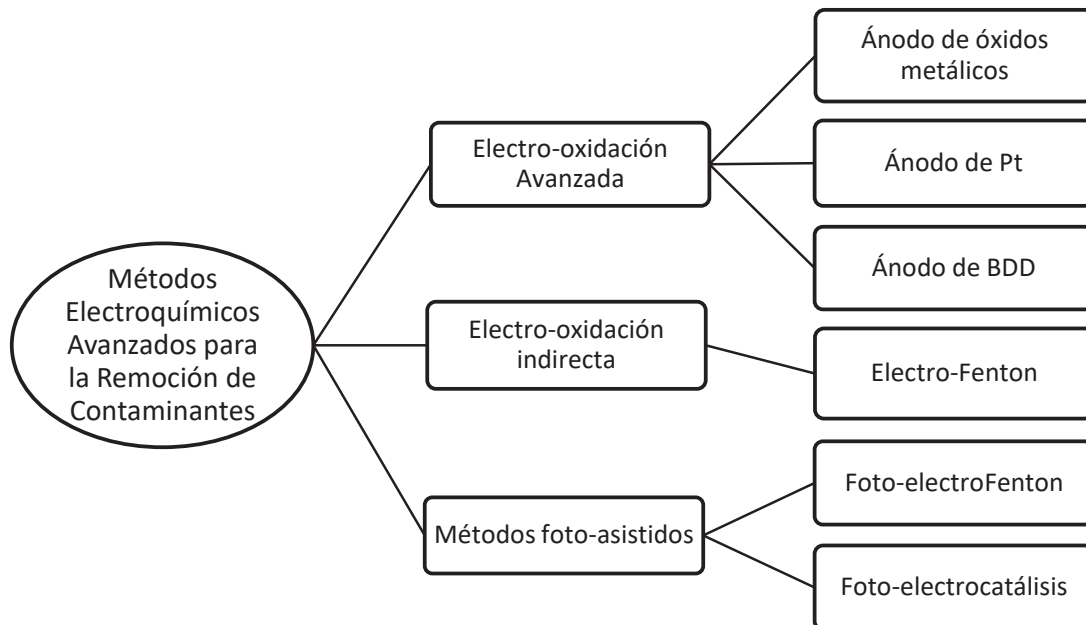 Métodos
Electroquímicos
Avanzados para
la Remoción de
Contaminantes
Electro-oxidación
Avanzada
Ánodo de óxidos
metálicos
Ánodo de Pt
Ánodo de BDD
Electro-oxidación
indirecta
Electro-Fenton
Métodos foto-asistidos
Foto-electroFenton
Foto-electrocatálisis